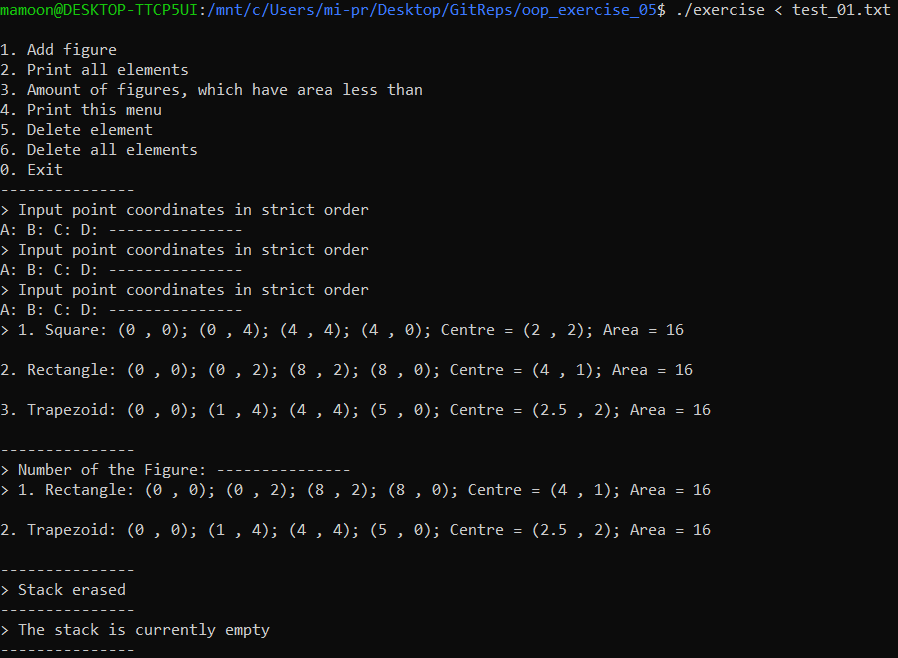 mamoon@DESKTOP-TTCP5UI:/mnt/c/Users/mi-pr/Desktop/GitReps/oop_exercise_05$ ./exercise < test_01.txt
1. Add figure
2. Print all elements
3. Amount of figures, which have area less than
4. Print this menu
5. Delete element
6. Delete all elements
0. Exit
---------------
> Input point coordinates in strict order
A: B: C: D: ---------------
> Input point coordinates in strict order
A: B: C: D: ---------------
> Input point coordinates in strict order
A: B: C: D: ---------------
> 1. Square: (0 , 0); (0 , 4); (4 , 4); (4 , 0); Centre = (2 , 2); Area = 16
2. Rectangle: (0 , 0); (0 , 2); (8 , 2); (8 , 0); Centre = (4 , 1); Area = 16
3. Trapezoid: (0 , 0); (1 , 4); (4 , 4); (5 , 0); Centre = (2.5 , 2); Area = 16
---------------
> Number of the Figure: ---------------
> 1. Rectangle: (0 , 0); (0 , 2); (8 , 2); (8 , 0); Centre = (4 , 1); Area = 16
2. Trapezoid: (0 , 0); (1 , 4); (4 , 4); (5 , 0); Centre = (2.5 , 2); Area = 16
---------------
> Stack erased
---------------
> The stack is currently empty
---------------